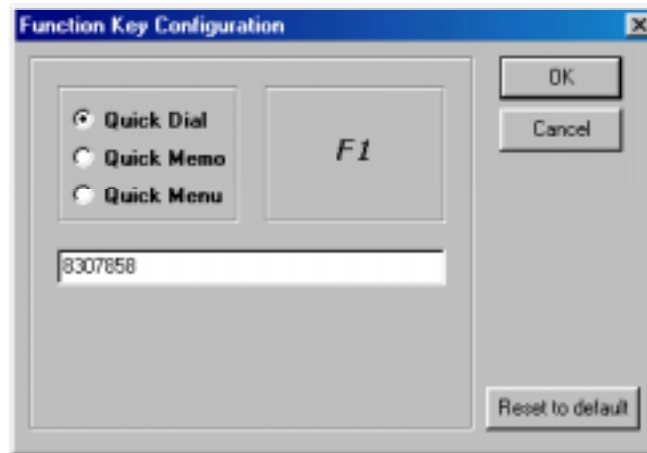 Function Key Configuration
OK
Quick Dial
Cancel
Quick Memo
F1
Quick Menu
8307858
Reset to default